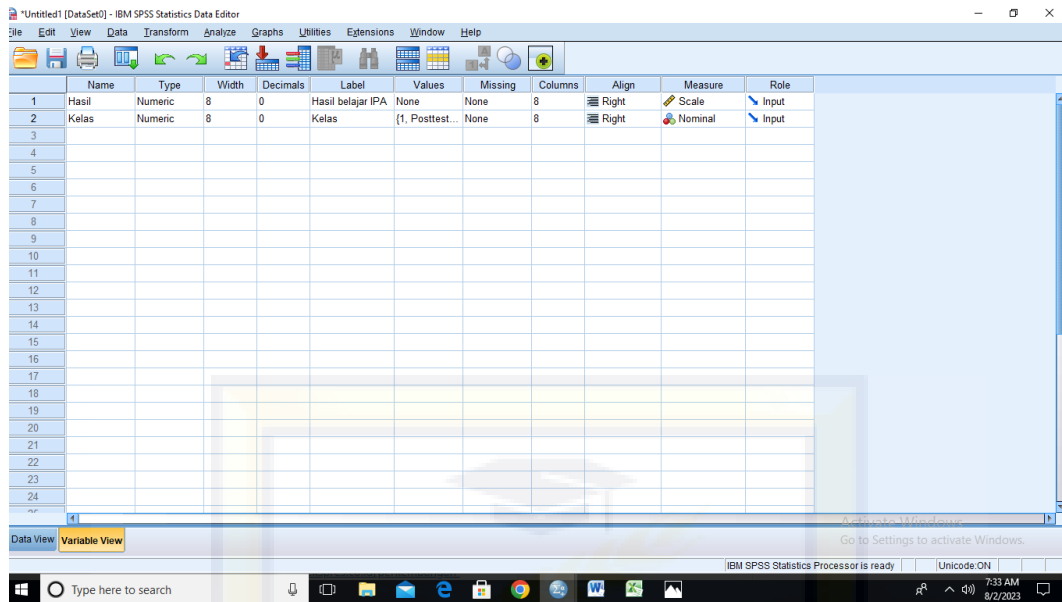 *Untitled1 [DataSet0] - IBM SPSS Statistics Data Editor
File Edit View Data Transform Analyze Graphs Utilities Extensions Window Help
Name Type Width Decimals Label Values Missing Columns Align Measure Role
1 Hasil Numeric 8 0 Hasil belajar IPA None None 8 Right Scale Input
2 Kelas Numeric 8 0 Kelas {1, Posttest... None 8 Right Nominal Input
3
4
5
6
7
8
9
10
11
12
13
14
15
16
17
18
19
20
21
22
23
24
Activate Windows
Data View Variable View Go to Settings to activate Windows.
IBM SPSS Statistics Processor is ready Unicode:ON
Type here to search 7:33 AM
8/2/2023